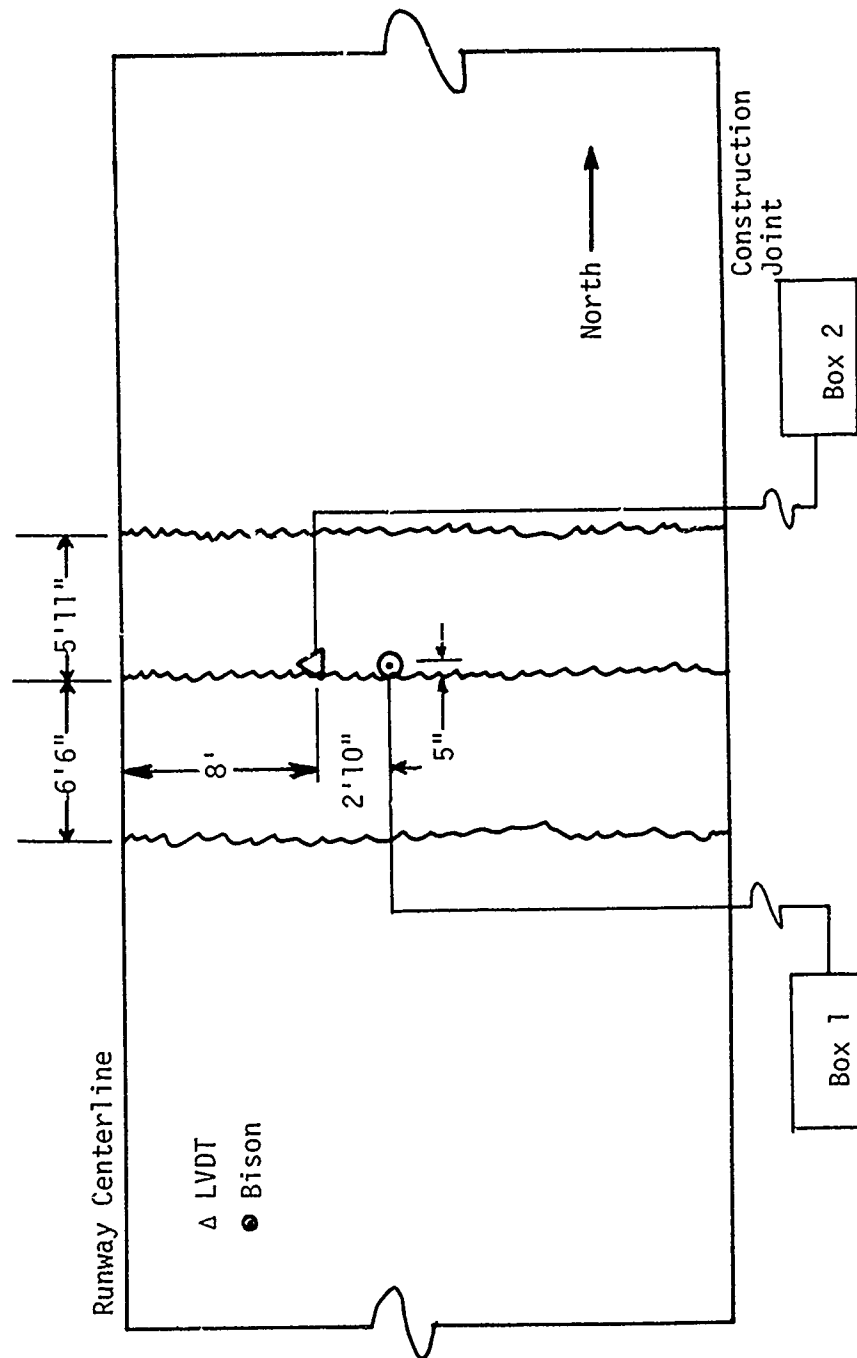 Runway Centerline
6'6"
5'11"
8'
2'10"
5"
△ LVDT
⊙ Bison
North
Construction
Joint
Box 1
Box 2